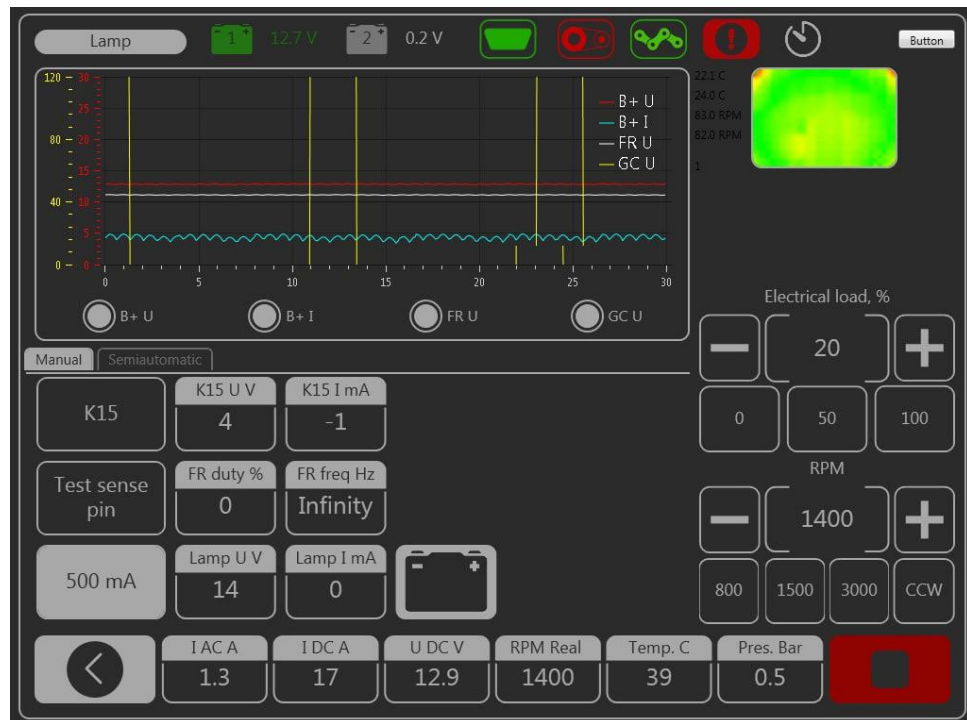 Lamp 1 12.7 V 2 0.2 V Button
120 30
25
80 20
15
40 10
5
0 0
0 5 10 15 20 25 30
B+ U
B+ I
FR U
GC U
22.1 C
24.0 C
83.0 RPM
82.0 RPM
1
B+ U B+ I FR U GC U
Manual Semiautomatic
K15
K15 U V
4
K15 I mA
-1
Test sense
pin
FR duty %
0
FR freq Hz
Infinity
500 mA
Lamp U V
14
Lamp I mA
0
Electrical load, %
20
0 50 100
RPM
1400
800 1500 3000 CCW
I AC A
1.3
I DC A
17
U DC V
12.9
RPM Real
1400
Temp. C
39
Pres. Bar
0.5